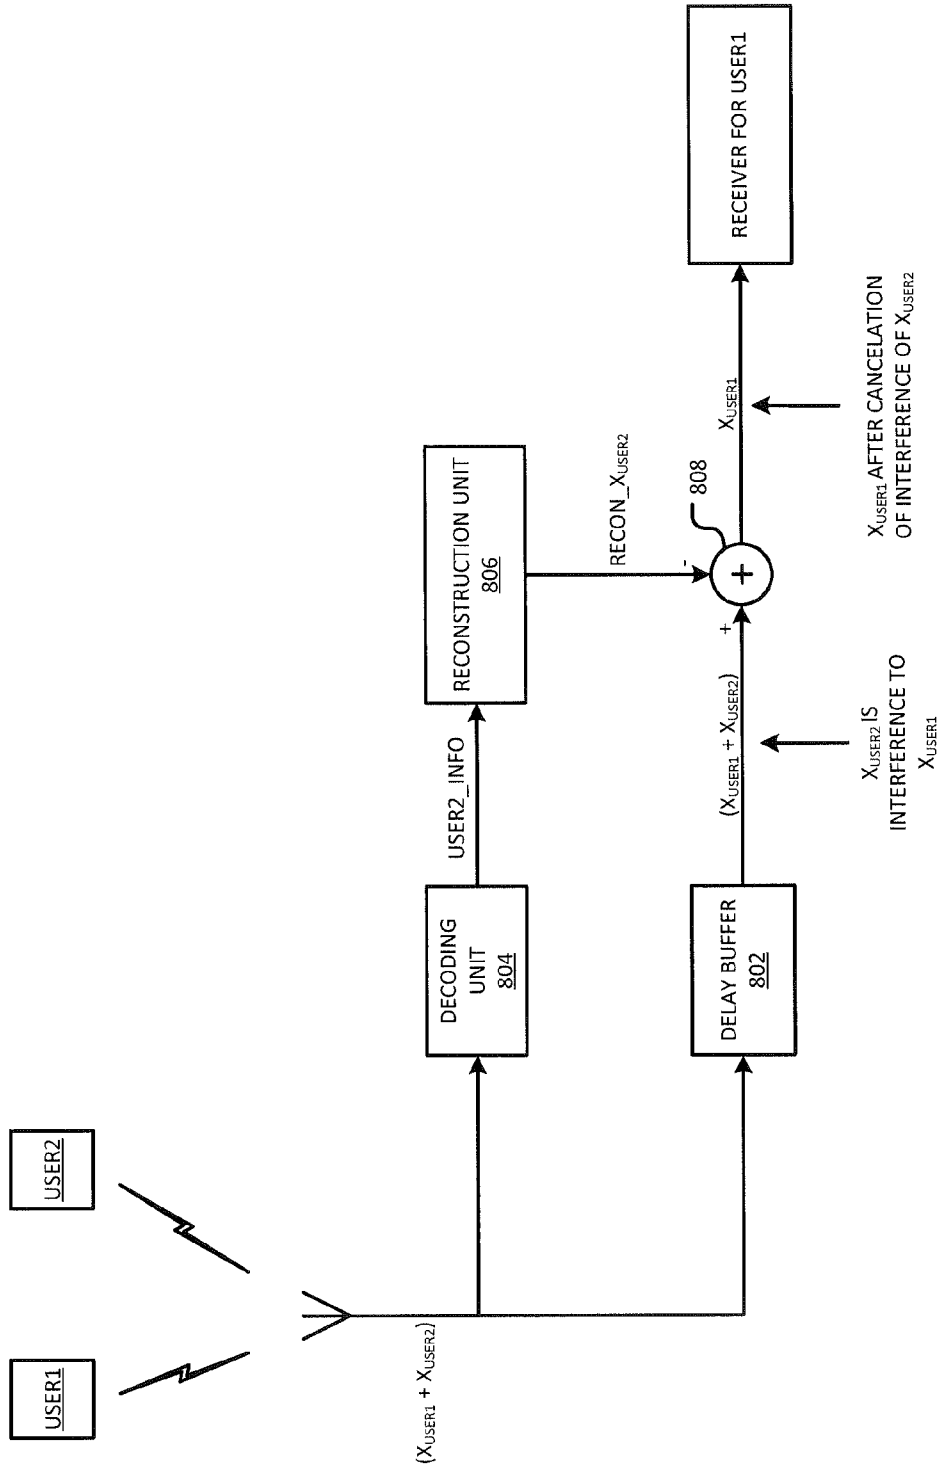 USER1
USER2
(XUSER1 + XUSER2)
DECODING
UNIT
804
USER2_INFO
RECONSTRUCTION UNIT
806
RECON_XUSER2
DELAY BUFFER
802
(XUSER1 + XUSER2)
+
-
+
808
XUSER1
RECEIVER FOR USER1
XUSER2 IS
INTERFERENCE TO
XUSER1
XUSER1 AFTER CANCELATION
OF INTERFERENCE OF XUSER2